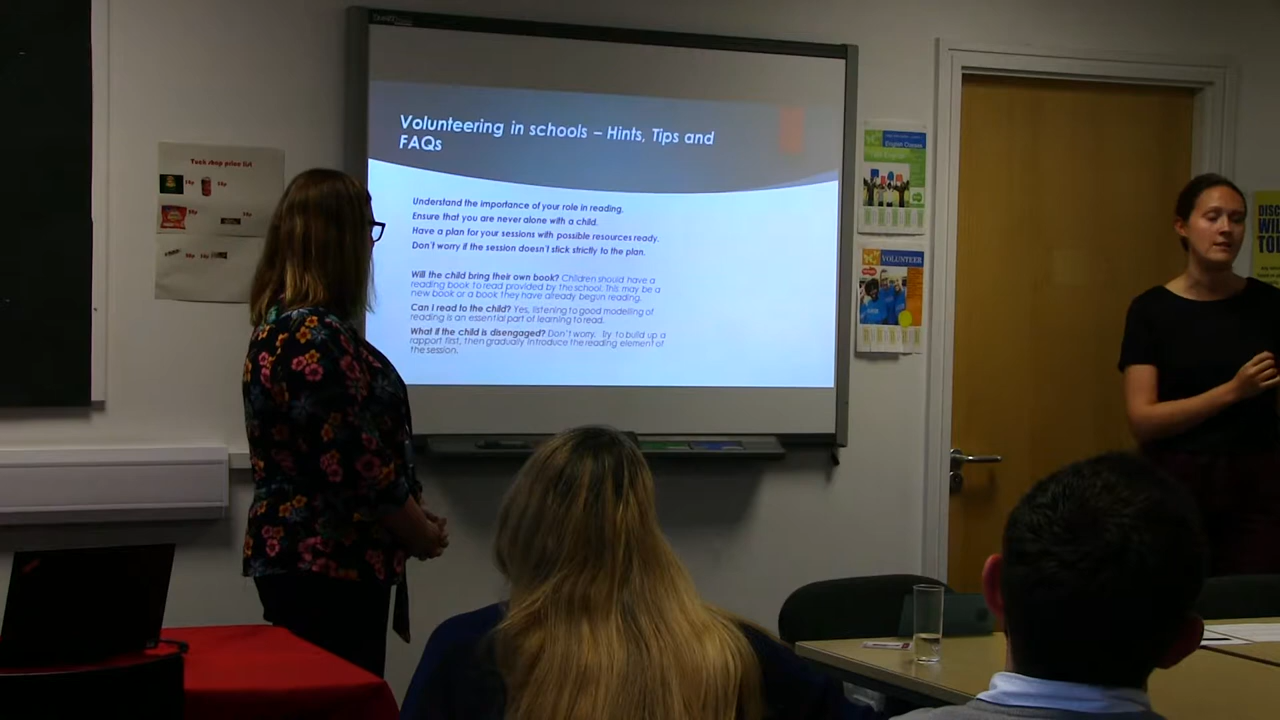 Tuck shop price list
Volunteering in schools – Hints, Tips and
FAQs
Understand the importance of your role in reading.
Ensure that you are never alone with a child.
Have a plan for your sessions with possible resources ready.
Don't worry if the session doesn't stick strictly to the plan.
Will the child bring their own book? Children should have a
reading book to read provided by the school. This may be a
new book or a book they have already begun reading.
Can I read to the child? Yes, listening to good modelling of
reading is an essential part of learning to read.
What if the child is disengaged? Don't worry. Try to build up a
rapport first, then gradually introduce the reading element of
the session.
English Classes
VOLUNTEER
DISC
WIL
TO